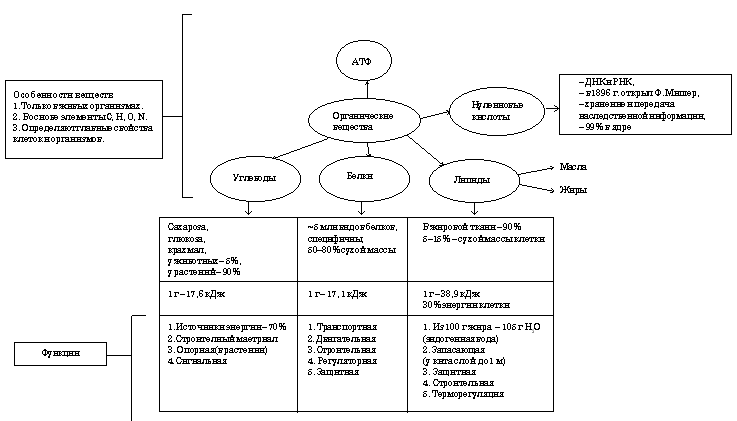 АТФ
Особенности веществ
1. Только в живых организмах.
2. В основе элементы C, H, O, N.
3. Определяют главные свойства
клеток и организмов.
Органические
вещества
Нуклеиновые
кислоты
– ДНК и РНК,
– в 1896 г. открыл Ф. Мишер,
– хранение и передача
наследственной информации,
– 99% в ядре
Углеводы
Белки
Липиды
Масла
Жиры
Сахароза,
глюкоза,
крахмал,
у животных – 5%,
у растений – 90%
~5 млн видов белков,
специфичны,
50–80% сухой массы
В жировой ткани – 90%
5–15% – сухой массы клетки
1 г – 17,6 кДж
1 г – 17,1 кДж
1 г – 38,9 кДж
30% энергии клетки
Функции
1. Источники энергии – 70%
2. Строительный маетриал
3. Опорная (в растении)
4. Сигнальная
1. Транспортная
2. Двигательная
3. Строительная
4. Регуляторная
5. Защитная
1. Из 100 г жира – 105 г H₂O
(эндогенная вода)
2. Запасающая
(у кита слой до 1 м)
3. Защитная
4. Строительная
5. Терморегуляция